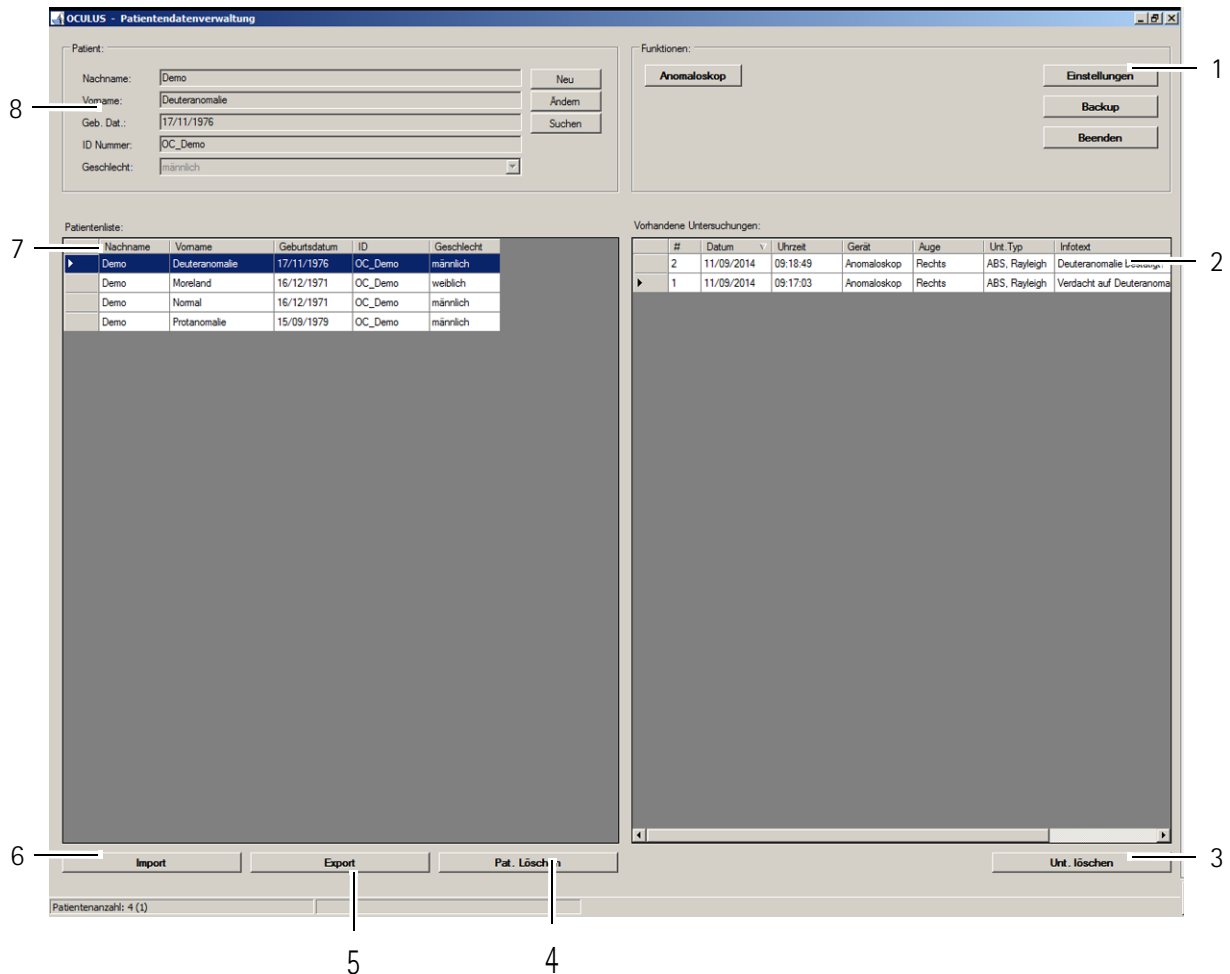 OCULUS - Patientendatenverwaltung
Patient:
Nachname: Demo Neu
Vorname: Deuteranomalie Ändern
Geb. Dat.: 17/11/1976 Suchen
ID Nummer: OC_Demo
Geschlecht: männlich
8
Funktionen:
Anomaloskop Einstellungen
Backup
Beenden
1
Patientenliste:
Nachname Vorname Geburtsdatum ID Geschlecht
Demo Deuteranomalie 17/11/1976 OC_Demo männlich
Demo Moreland 16/12/1971 OC_Demo weiblich
Demo Normal 16/12/1971 OC_Demo männlich
Demo Protanomalie 15/09/1979 OC_Demo männlich
7
Vorhandene Untersuchungen:
# Datum Uhrzeit Gerät Auge Unt.Typ Infotext
2 11/09/2014 09:18:49 Anomaloskop Rechts ABS, Rayleigh Deuteranomalie
1 11/09/2014 09:17:03 Anomaloskop Rechts ABS, Rayleigh Verdacht auf Deuteranoma
2
6
Import Export Pat. Löschen
Unt. löschen
3
Patientenanzahl: 4 (1)
5
4